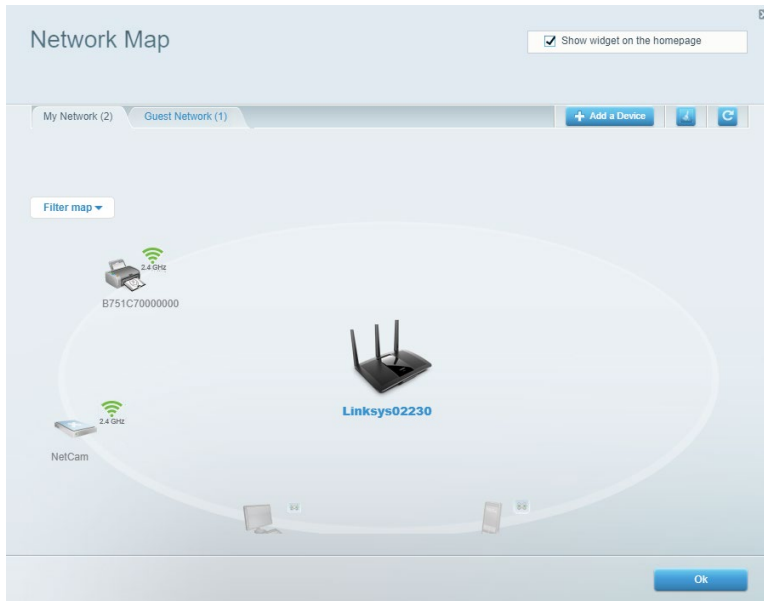 Network Map
Show widget on the homepage
My Network (2)
Guest Network (1)
Add a Device
Filter map
2.4 GHz
B751C70000000
Linksys02230
2.4 GHz
NetCam
Ok